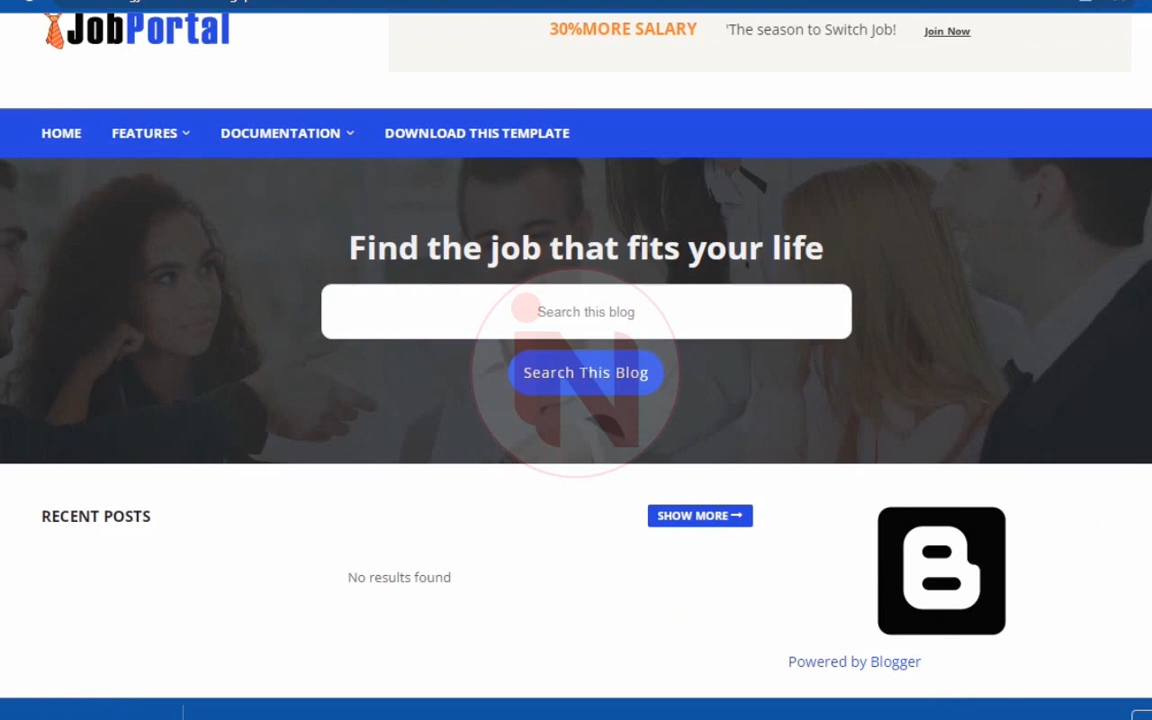 JobPortal
30%MORE SALARY 'The season to Switch Job! Join Now
HOME FEATURES DOCUMENTATION DOWNLOAD THIS TEMPLATE
Find the job that fits your life
Search this blog
Search This Blog
RECENT POSTS SHOW MORE
No results found
Powered by Blogger